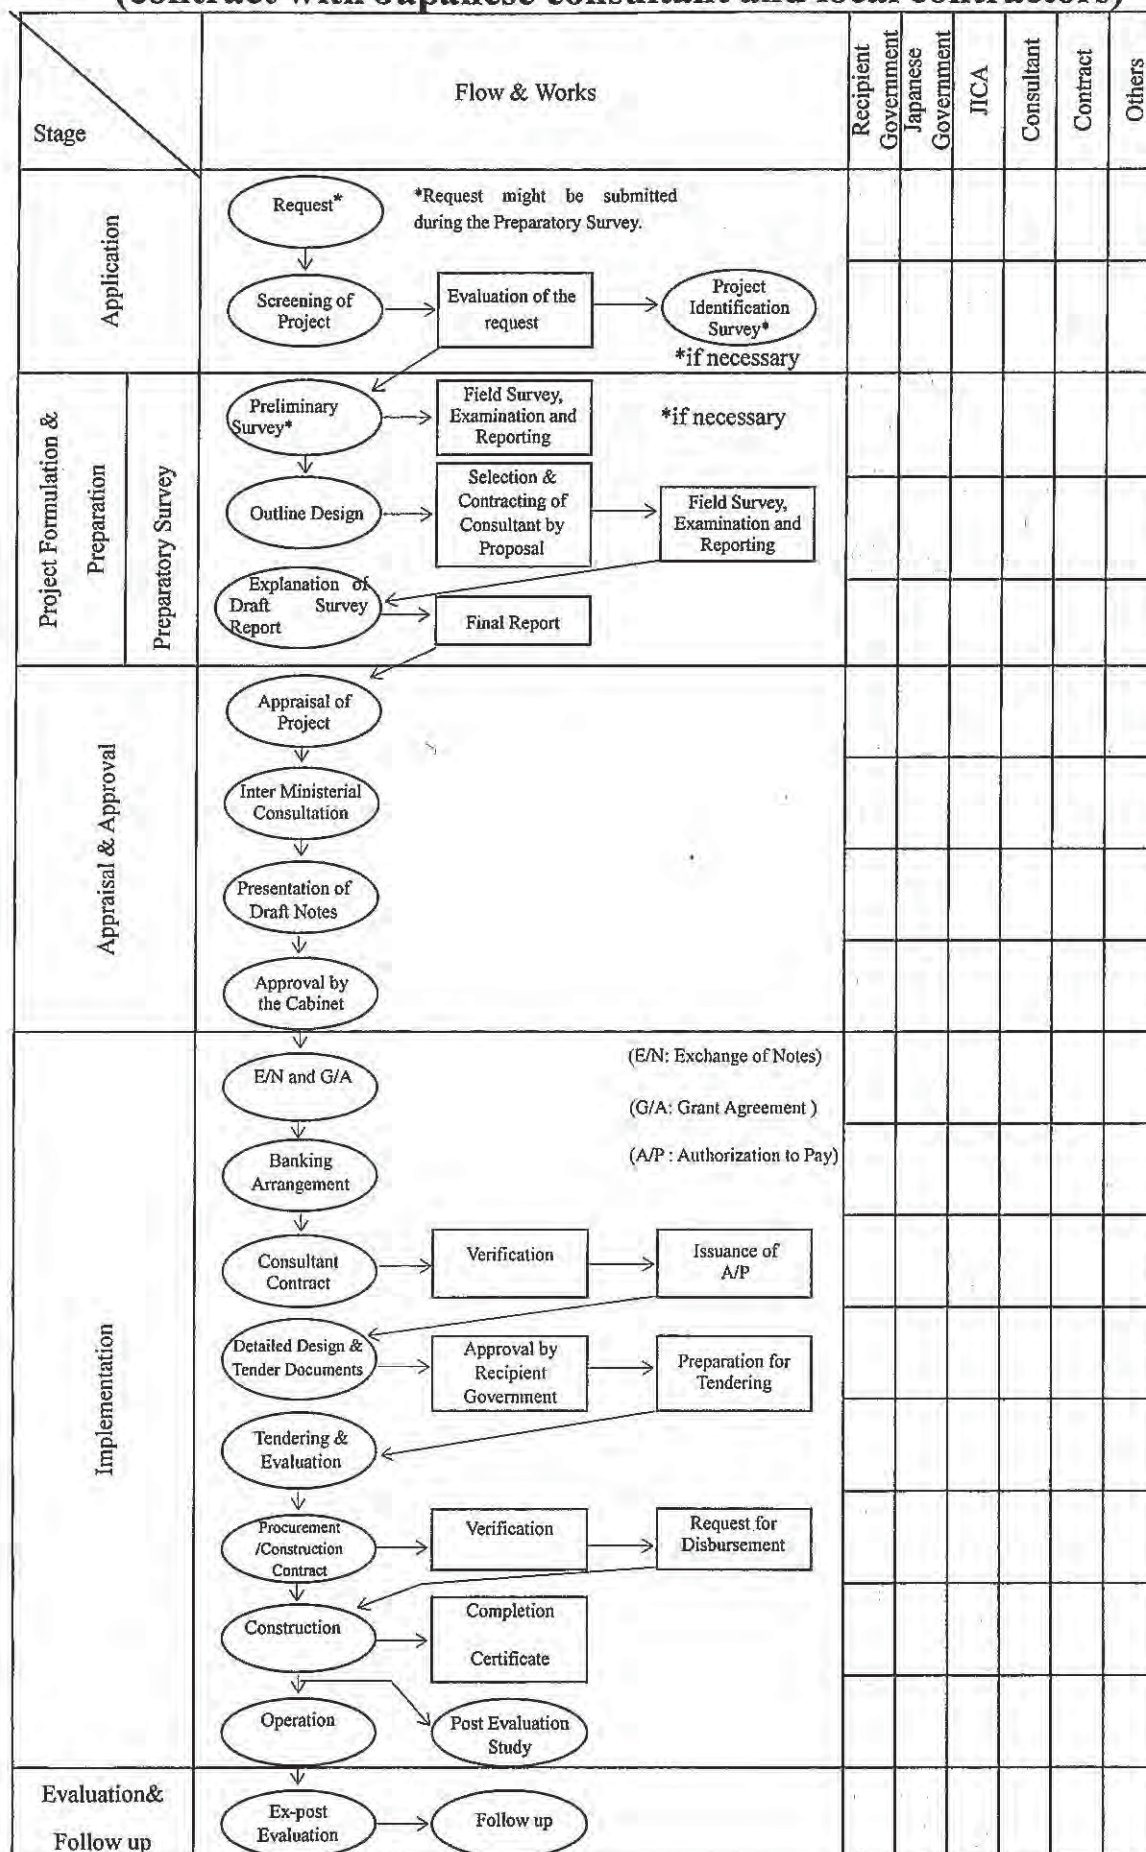 (contract with Japanese consultant and local contractors)
Stage
Flow & Works
Recipient
Government
Japanese
Government
JICA
Consultant
Contract
Others
Application
Request*
*Request might be submitted
during the Preparatory Survey.
Screening of
Project
Evaluation of the
request
Project
Identification
Survey*
*if necessary
Project Formulation &
Preparation
Preparatory Survey
Preliminary
Survey*
Field Survey,
Examination and
Reporting
*if necessary
Outline Design
Selection &
Contracting of
Consultant by
Proposal
Field Survey,
Examination and
Reporting
Explanation of
Draft Survey
Report
Final Report
Appraisal & Approval
Appraisal of
Project
Inter Ministerial
Consultation
Presentation of
Draft Notes
Approval by
the Cabinet
Implementation
E/N and G/A
(E/N: Exchange of Notes)
(G/A: Grant Agreement )
(A/P : Authorization to Pay)
Banking
Arrangement
Consultant
Contract
Verification
Issuance of
A/P
Detailed Design &
Tender Documents
Approval by
Recipient
Government
Preparation for
Tendering
Tendering &
Evaluation
Procurement
/Construction
Contract
Verification
Request for
Disbursement
Construction
Completion
Certificate
Operation
Post Evaluation
Study
Evaluation&
Follow up
Ex-post
Evaluation
Follow up